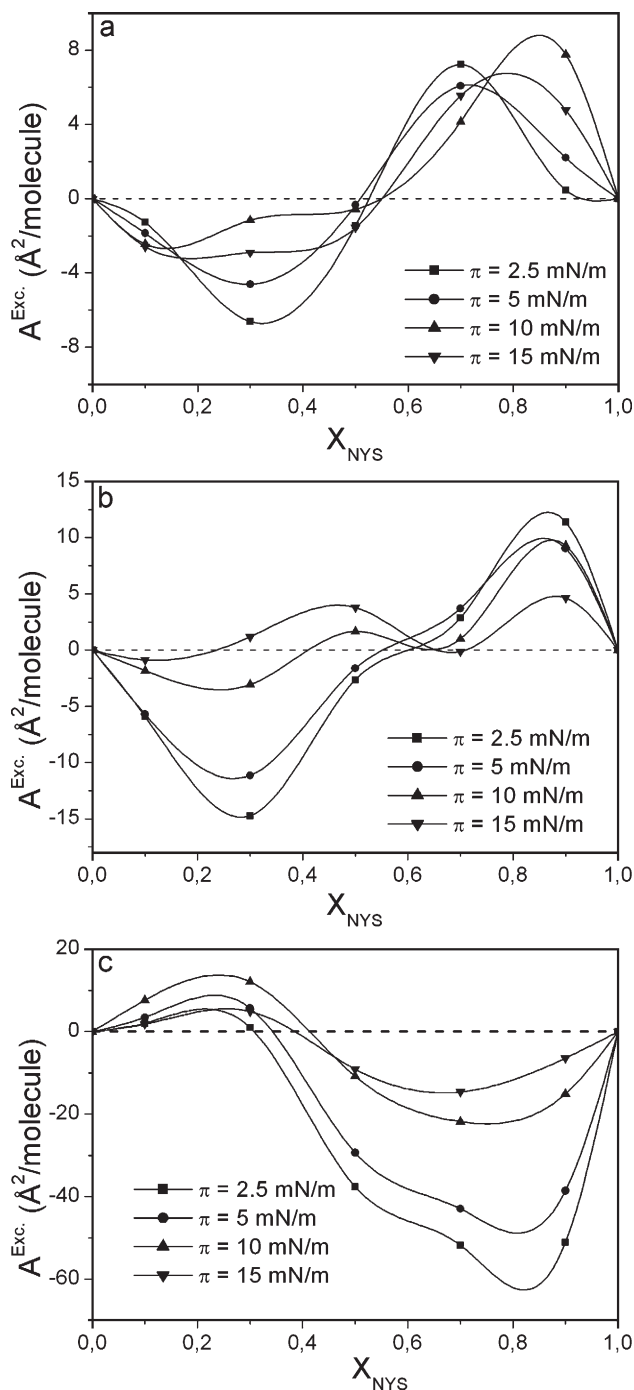 a
8
4
0
-4
-8
A^Exc. (Å²/molecule)
π = 2.5 mN/m
π = 5 mN/m
π = 10 mN/m
π = 15 mN/m
0,0 0,2 0,4 0,6 0,8 1,0
X_NYS
b
15
10
5
0
-5
-10
-15
A^Exc. (Å²/molecule)
π = 2.5 mN/m
π = 5 mN/m
π = 10 mN/m
π = 15 mN/m
0,0 0,2 0,4 0,6 0,8 1,0
X_NYS
c
20
0
-20
-40
-60
A^Exc. (Å²/molecule)
π = 2.5 mN/m
π = 5 mN/m
π = 10 mN/m
π = 15 mN/m
0,0 0,2 0,4 0,6 0,8 1,0
X_NYS